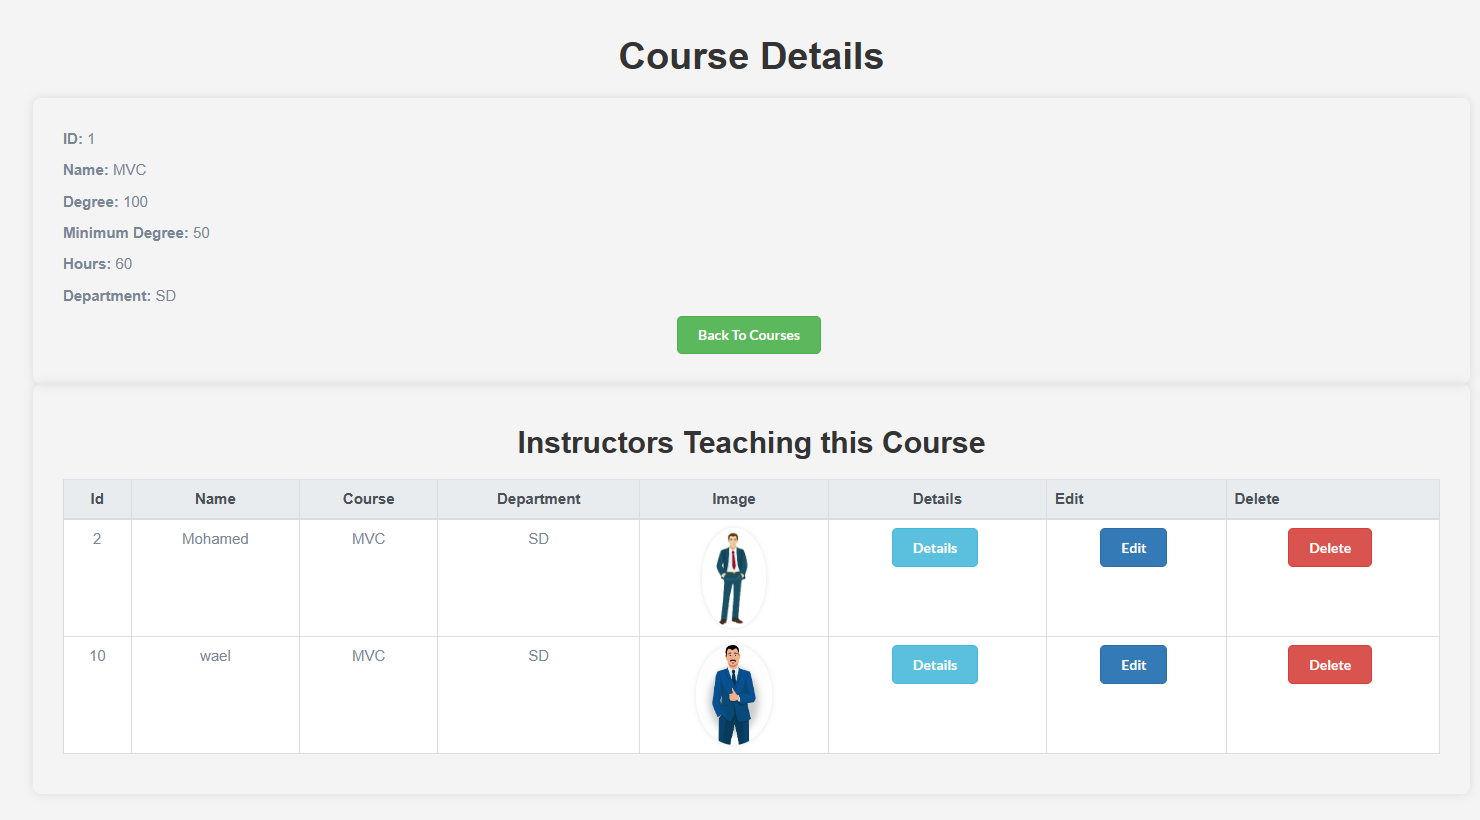 Course Details
ID: 1
Name: MVC
Degree: 100
Minimum Degree: 50
Hours: 60
Department: SD
Back To Courses
Instructors Teaching this Course
Id Name Course Department Image Details Edit Delete
2 Mohamed MVC SD Details Edit Delete
10 wael MVC SD Details Edit Delete